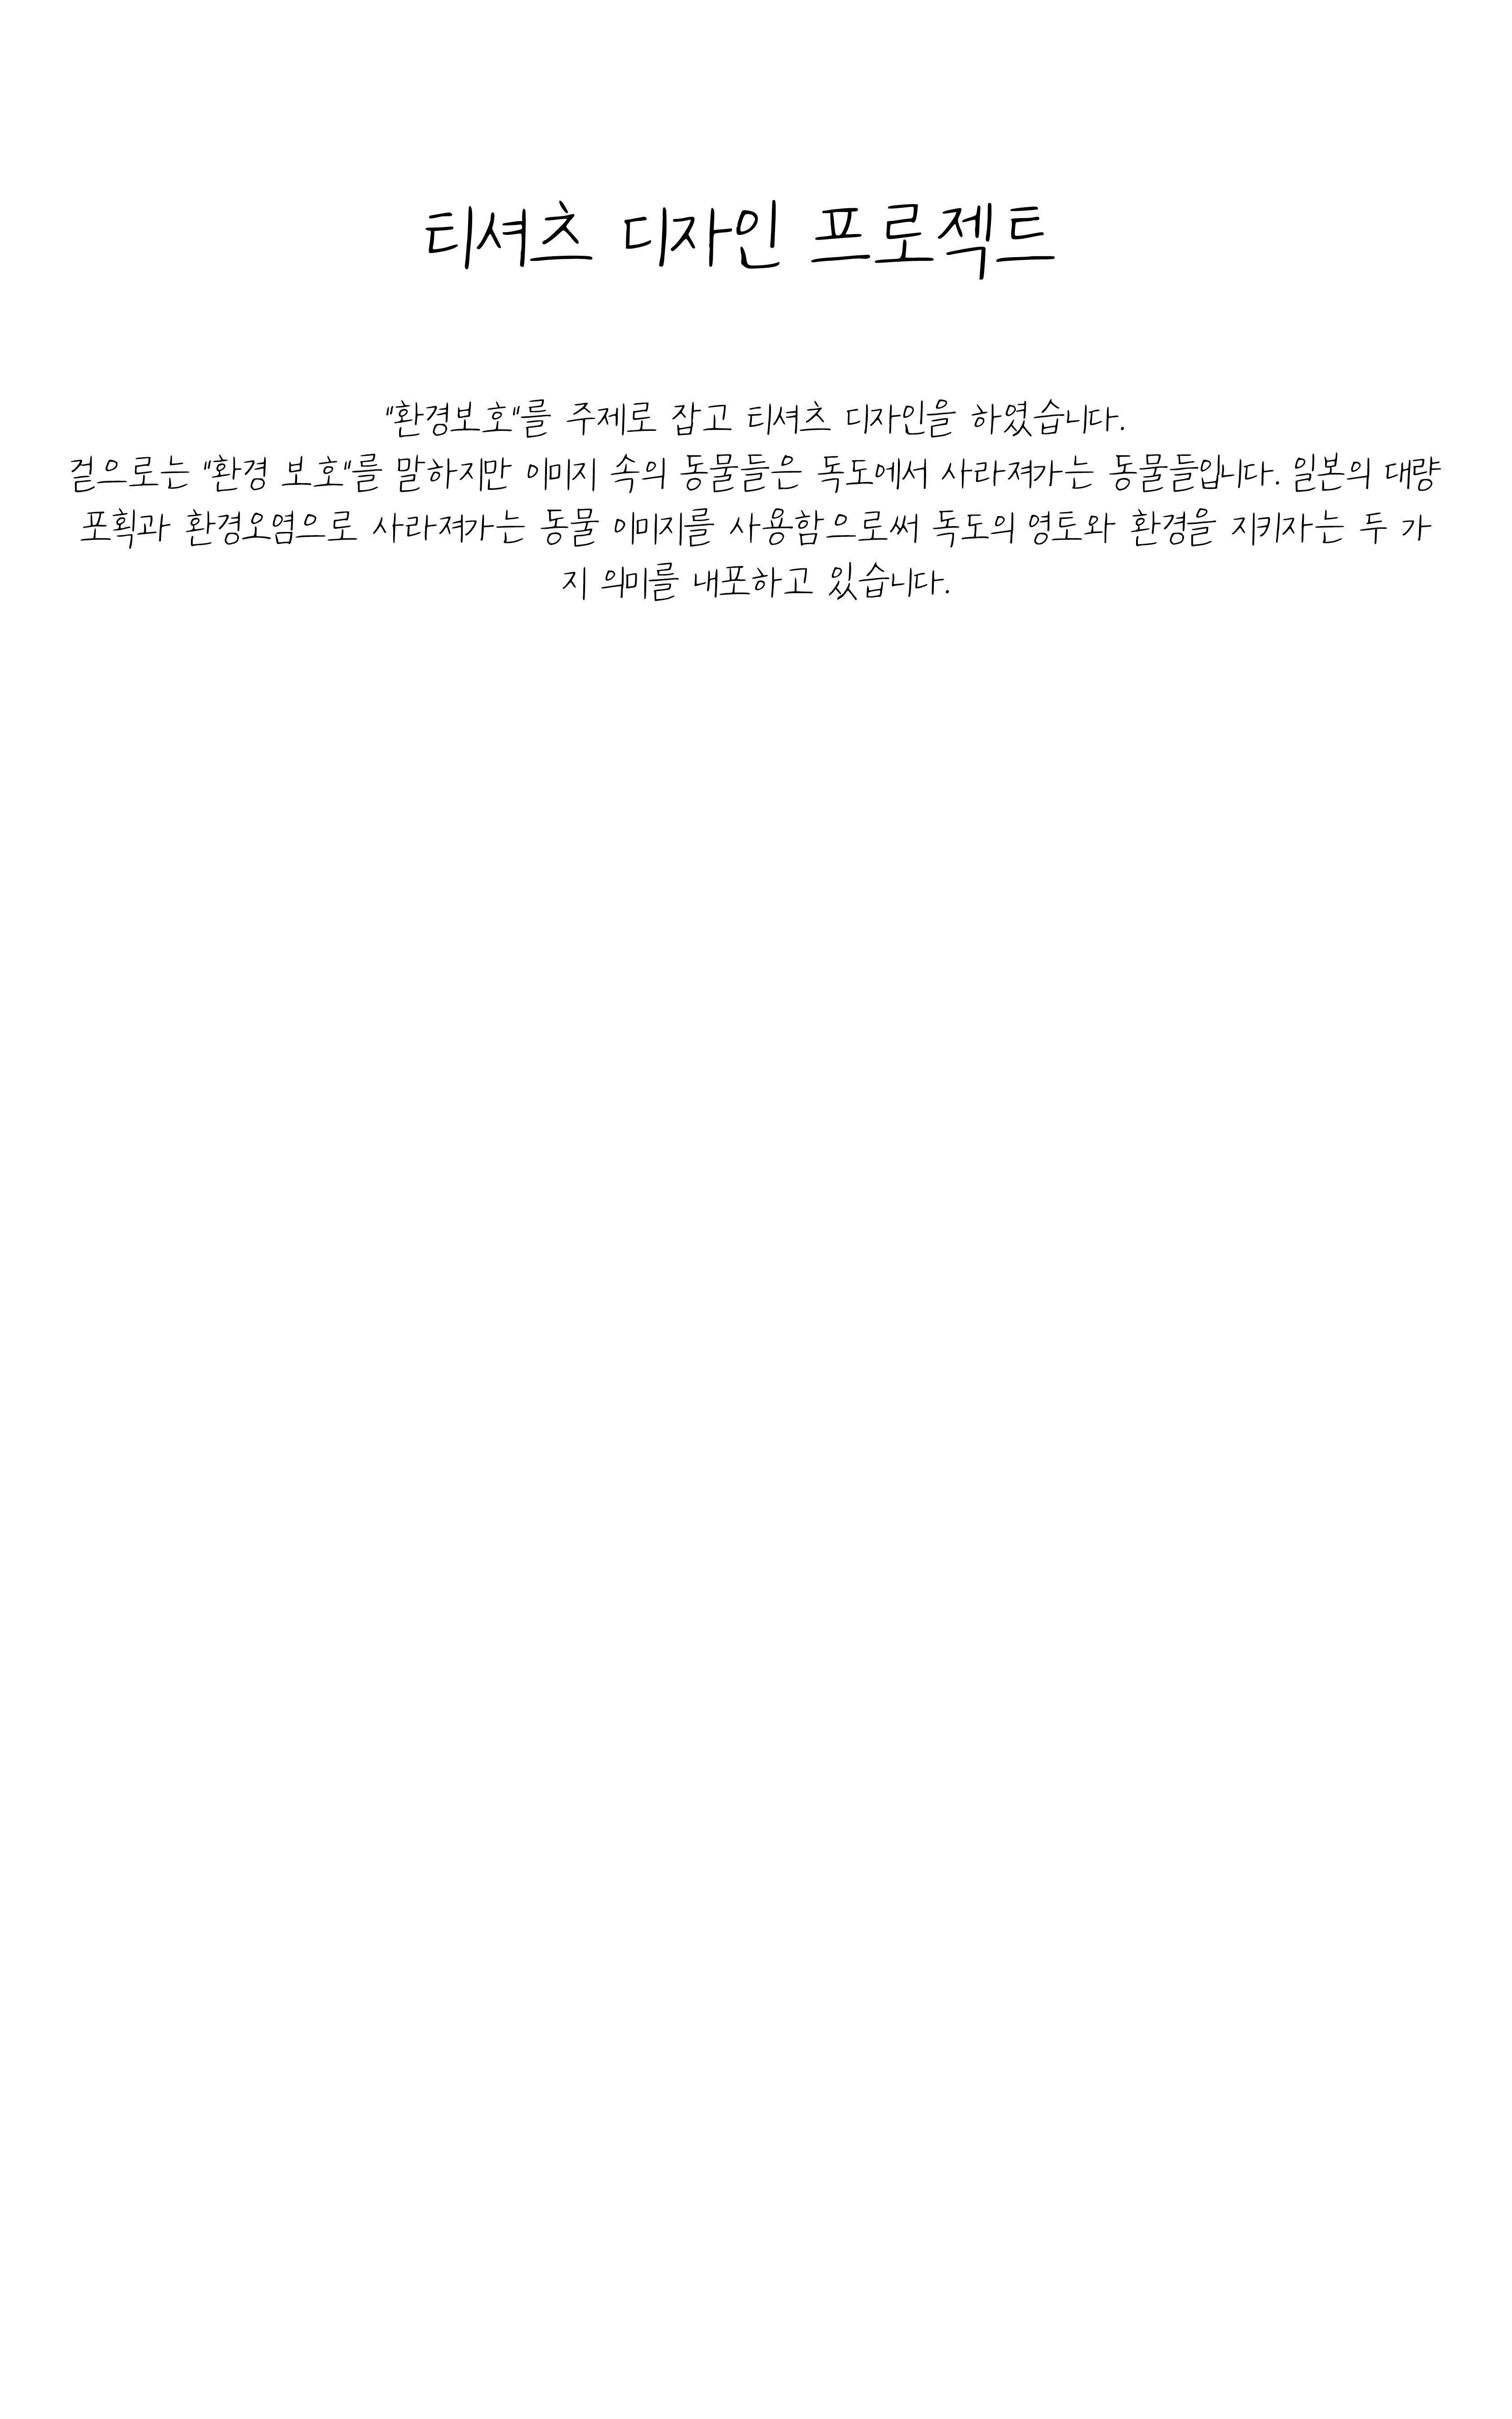 티셔츠 디자인 프로젝트
"환경보호"를 주제로 잡고 티셔츠 디자인을 하였습니다.
겉으로는 "환경 보호"를 말하지만 이미지 속의 동물들은 독도에서 사라져가는 동물들입니다. 일본의 대량
포획과 환경오염으로 사라져가는 동물 이미지를 사용함으로써 독도의 영토와 환경을 지키자는 두 가
지 의미를 내포하고 있습니다.